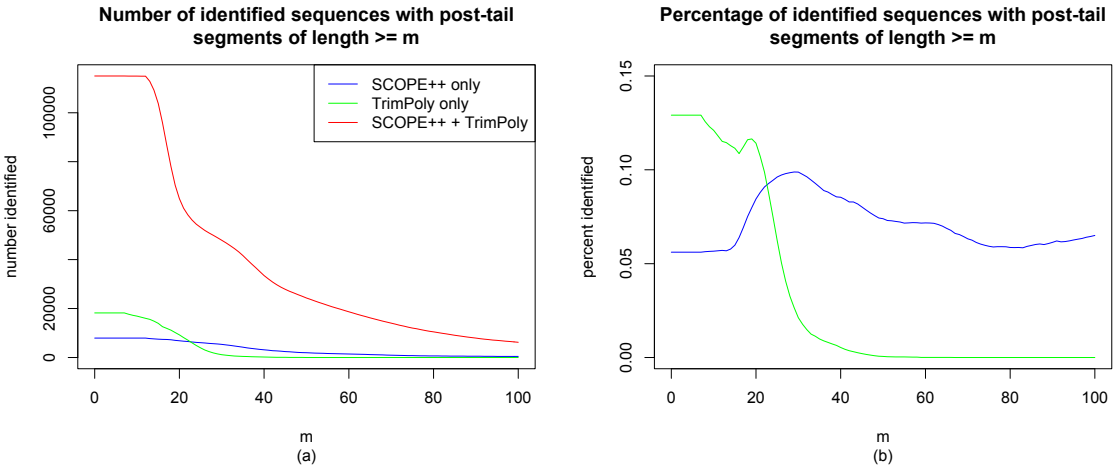 Number of identified sequences with post-tail
segments of length >= m
number identified
100000
60000
20000
0
SCOPE++ only
TrimPoly only
SCOPE++ + TrimPoly
0 20 40 60 80 100
m
(a)
Percentage of identified sequences with post-tail
segments of length >= m
percent identified
0.15
0.10
0.05
0.00
0 20 40 60 80 100
m
(b)